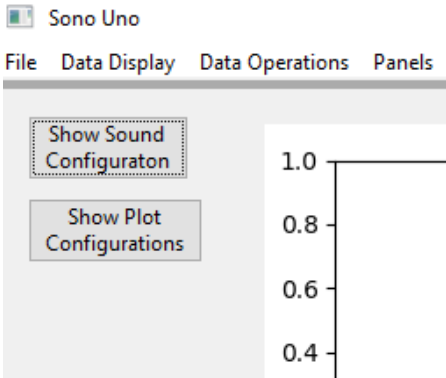 Sono Uno
File Data Display Data Operations Panels
Show Sound
Configuraton
Show Plot
Configurations
1.0
0.8
0.6
0.4